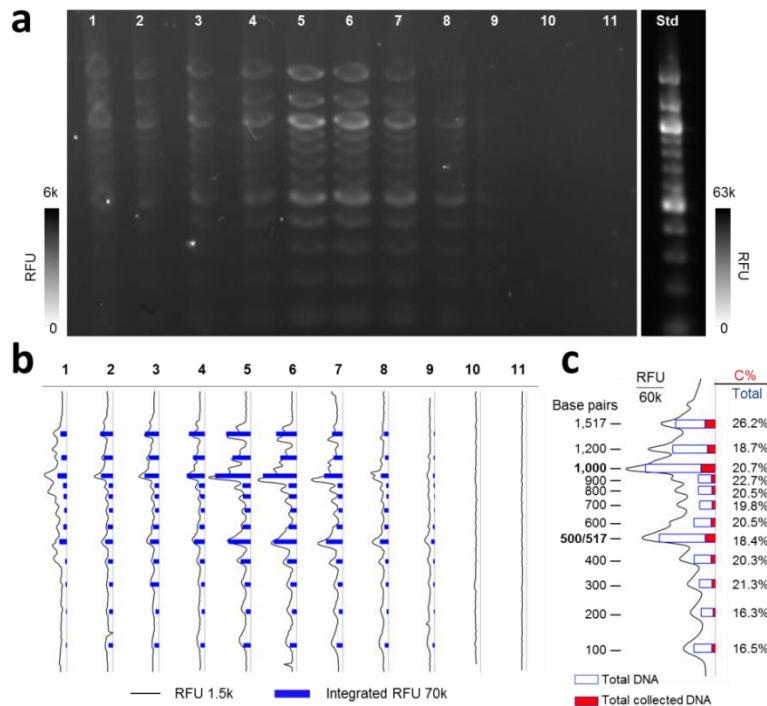 a
1 2 3 4 5 6 7 8 9 10 11 Std
6k
RFU
0
63k
RFU
0
b
1 2 3 4 5 6 7 8 9 10 11
RFU 1.5k
Integrated RFU 70k
c
RFU
60k
C%
Total
Base pairs
1,517 — 26.2%
1,200 — 18.7%
1,000 — 20.7%
900 — 22.7%
800 — 20.5%
700 — 19.8%
600 — 20.5%
500/517 — 18.4%
400 — 20.3%
300 — 21.3%
200 — 16.3%
100 — 16.5%
Total DNA
Total collected DNA